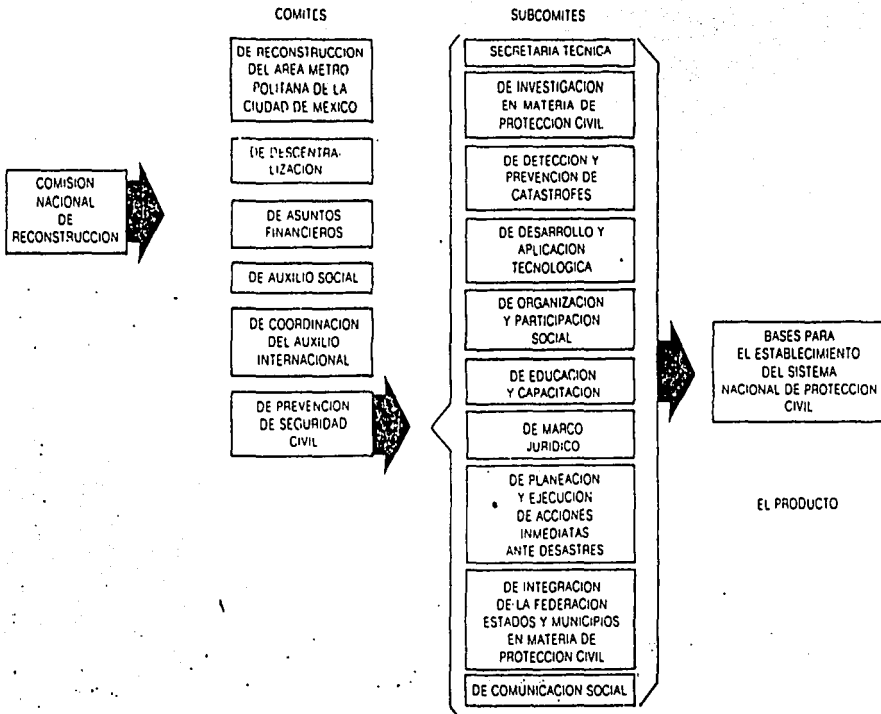 COMITES
SUBCOMITES
COMISION
NACIONAL
DE
RECONSTRUCCION
DE RECONSTRUCCION
DEL AREA METRO
POLITANA DE LA
CIUDAD DE MEXICO
DE DESCENTRA-
LIZACION
DE ASUNTOS
FINANCIEROS
DE AUXILIO SOCIAL
DE COORDINACION
DEL AUXILIO
INTERNACIONAL
DE PREVENCION
DE SEGURIDAD
CIVIL
SECRETARIA TECNICA
DE INVESTIGACION
EN MATERIA DE
PROTECCION CIVIL
DE DETECCION Y
PREVENCION DE
CATASTROFES
DE DESARROLLO Y
APLICACION
TECNOLOGICA
DE ORGANIZACION
Y PARTICIPACION
SOCIAL
DE EDUCACION
Y CAPACITACION
DE MARCO
JURIDICO
DE PLANEACION
Y EJECUCION
DE ACCIONES
INMEDIATAS
ANTE DESASTRES
DE INTEGRACION
DE LA FEDERACION
ESTADOS Y MUNICIPIOS
EN MATERIA DE
PROTECCION CIVIL
DE COMUNICACION SOCIAL
BASES PARA
EL ESTABLECIMIENTO
DEL SISTEMA
NACIONAL DE PROTECCION
CIVIL
EL PRODUCTO